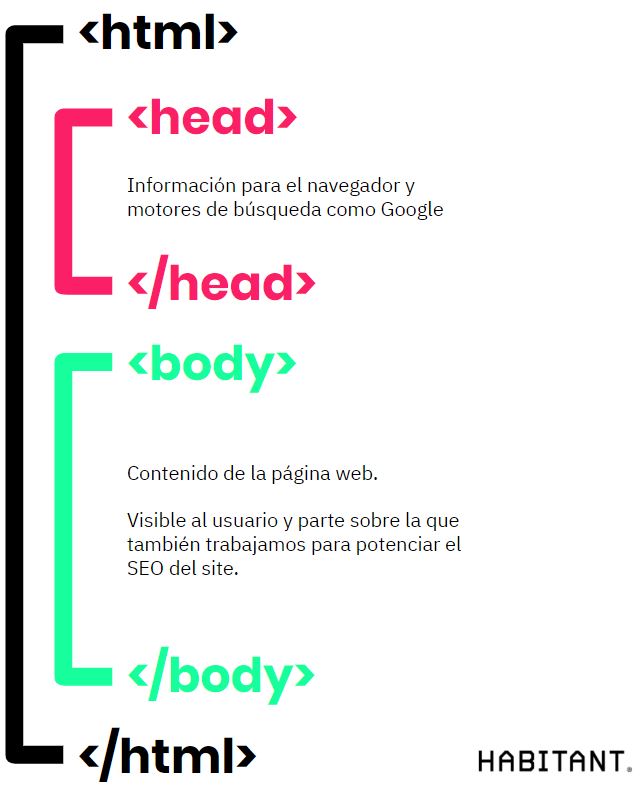 <html>
<head>
Información para el navegador y
motores de búsqueda como Google
</head>
<body>
Contenido de la página web.
Visible al usuario y parte sobre la que
también trabajamos para potenciar el
SEO del site.
</body>
</html>
HABITANT®